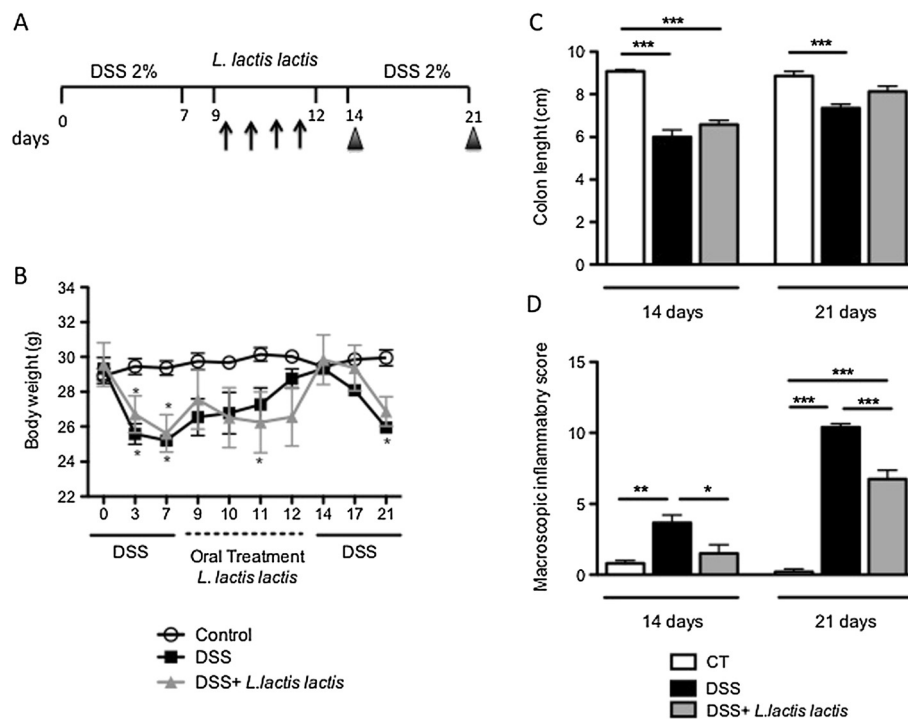 A
DSS 2% L. lactis lactis DSS 2%
0 7 9 12 14 21
days
B
Body weight (g)
34
32
30
28
26
24
22
* * * * * *
0 3 7 9 10 11 12 14 17 21
DSS Oral Treatment DSS
L. lactis lactis
Control
DSS
DSS+ L.lactis lactis
C
Colon lenght (cm)
10
8
6
4
2
0
*** *** ***
14 days 21 days
D
Macroscopic inflammatory score
15
10
5
0
** * *** *** ***
14 days 21 days
CT
DSS
DSS+ L.lactis lactis